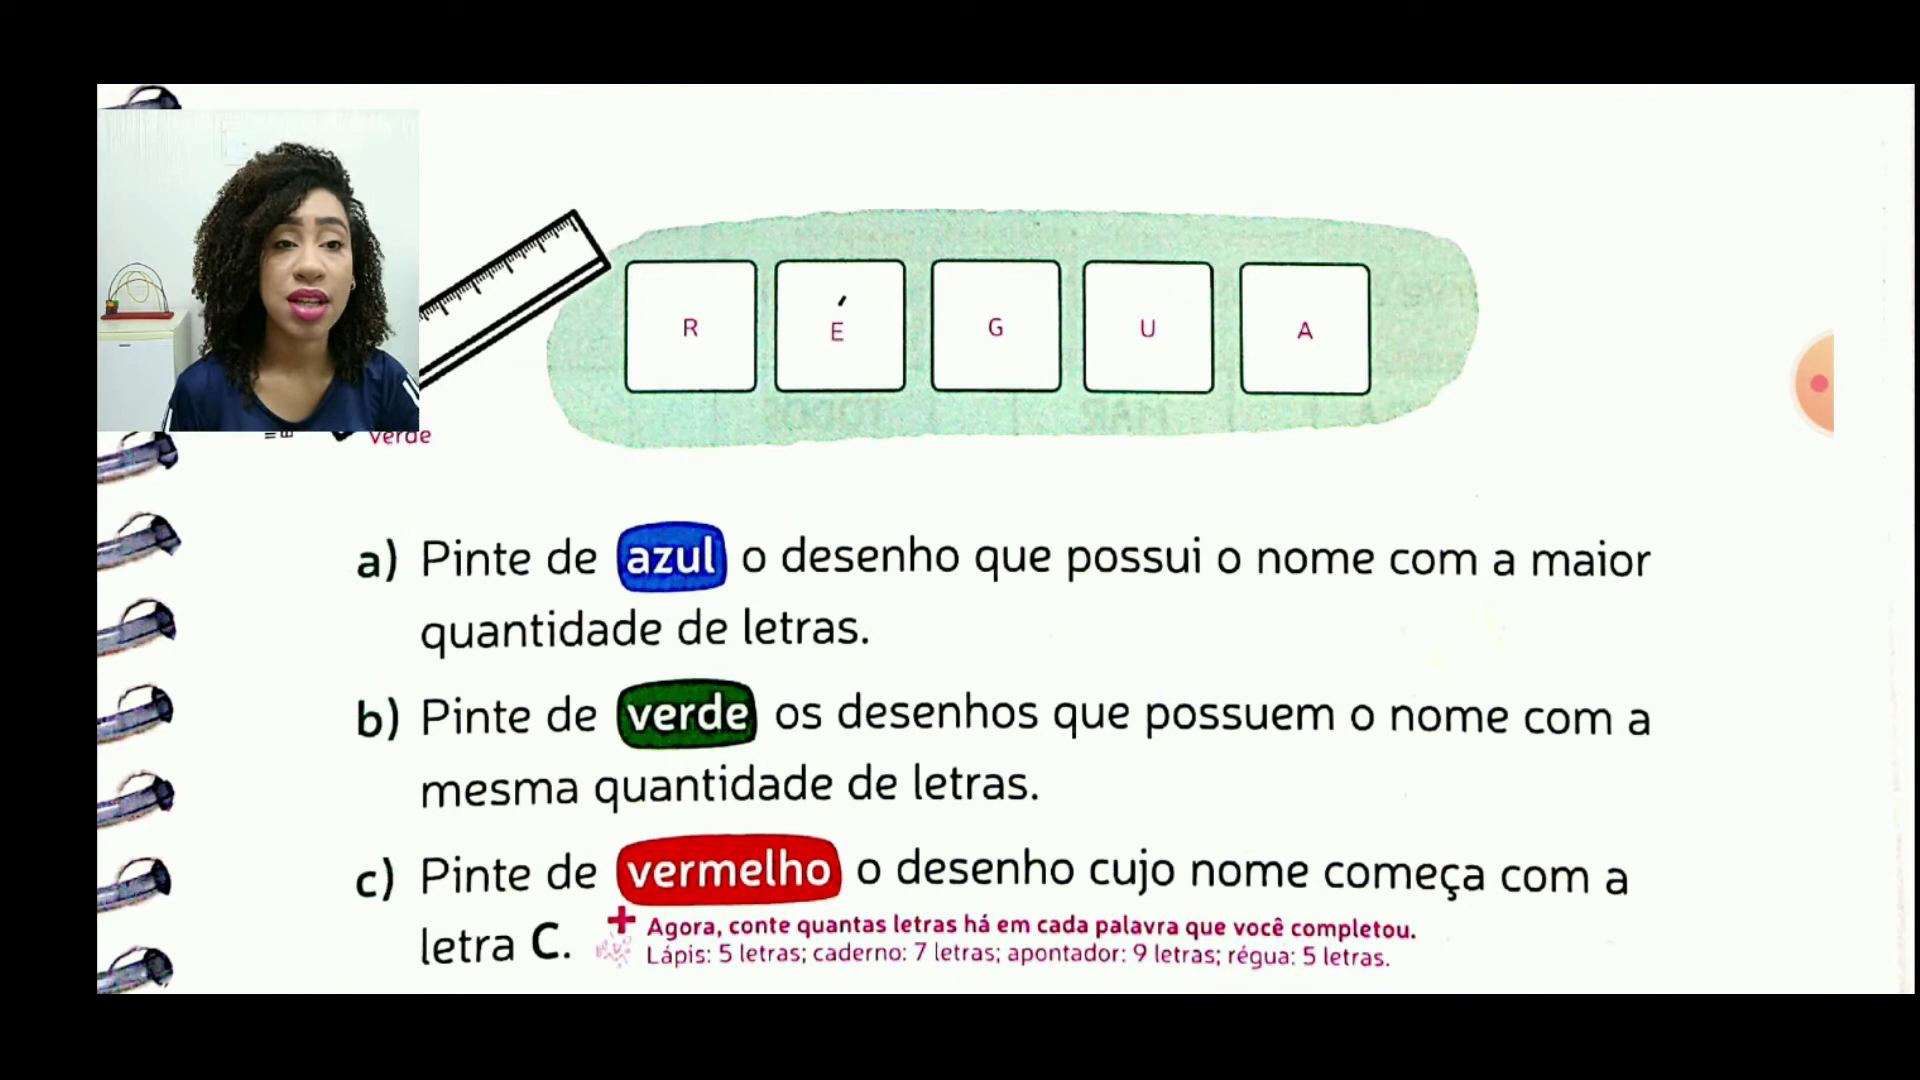 R É G U A
verde
a) Pinte de azul o desenho que possui o nome com a maior
quantidade de letras.
b) Pinte de verde os desenhos que possuem o nome com a
mesma quantidade de letras.
c) Pinte de vermelho o desenho cujo nome começa com a
letra C.
+ Agora, conte quantas letras há em cada palavra que você completou.
Lápis: 5 letras; caderno: 7 letras; apontador: 9 letras; régua: 5 letras.